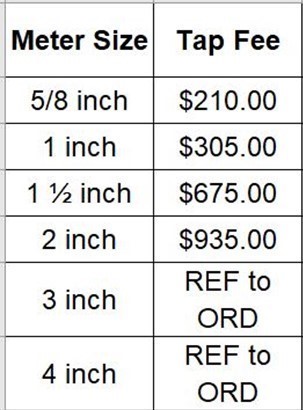 Meter Size Tap Fee
5/8 inch $210.00
1 inch $305.00
1 ½ inch $675.00
2 inch $935.00
3 inch REF to
ORD
4 inch REF to
ORD